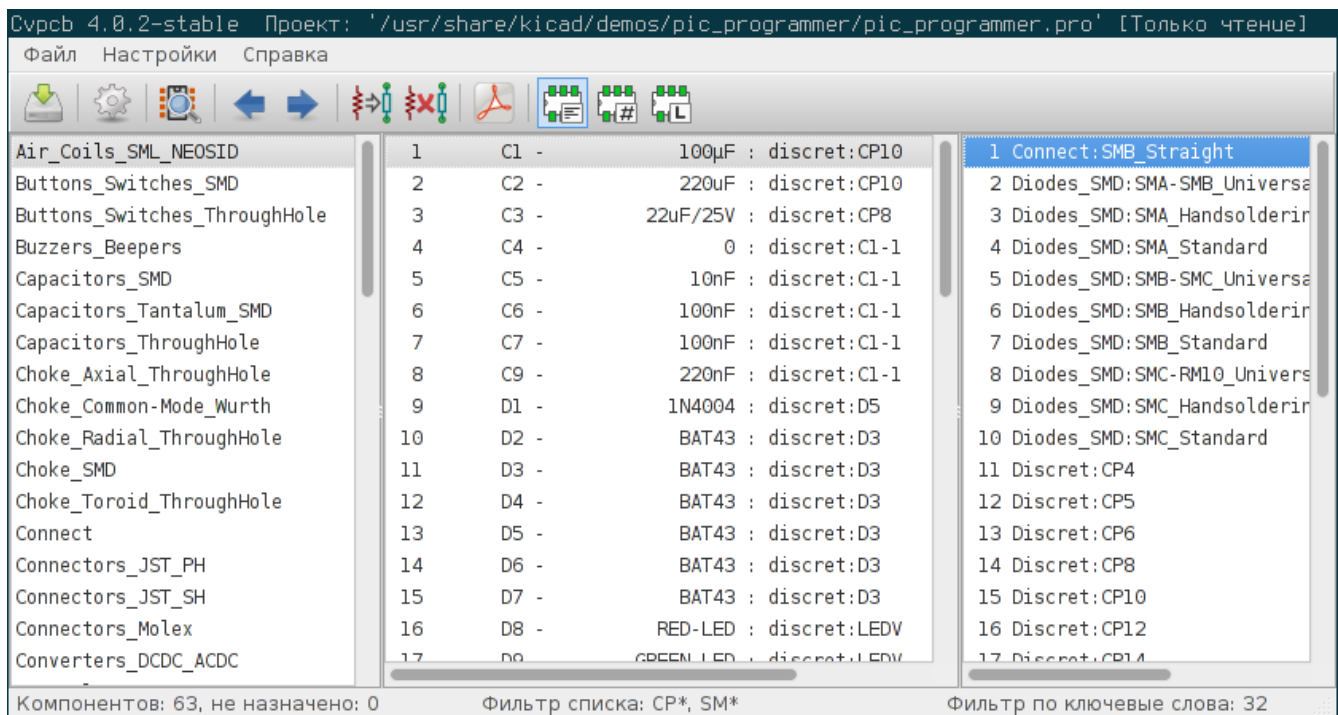 Cvpcb 4.0.2-stable Проект: '/usr/share/kicad/demos/pic_programmer/pic_programmer.pro' [Только чтение]
Файл Настройки Справка
# L
Air_Coils_SML_NEOSID
Buttons_Switches_SMD
Buttons_Switches_ThroughHole
Buzzers_Beepers
Capacitors_SMD
Capacitors_Tantalum_SMD
Capacitors_ThroughHole
Choke_Axial_ThroughHole
Choke_Common-Mode_Wurth
Choke_Radial_ThroughHole
Choke_SMD
Choke_Toroid_ThroughHole
Connect
Connectors_JST_PH
Connectors_JST_SH
Connectors_Molex
Converters_DCDC_ACDC
1 C1 - 100µF : discret:CP10
2 C2 - 220uF : discret:CP10
3 C3 - 22uF/25V : discret:CP8
4 C4 - 0 : discret:C1-1
5 C5 - 10nF : discret:C1-1
6 C6 - 100nF : discret:C1-1
7 C7 - 100nF : discret:C1-1
8 C9 - 220nF : discret:C1-1
9 D1 - 1N4004 : discret:D5
10 D2 - BAT43 : discret:D3
11 D3 - BAT43 : discret:D3
12 D4 - BAT43 : discret:D3
13 D5 - BAT43 : discret:D3
14 D6 - BAT43 : discret:D3
15 D7 - BAT43 : discret:D3
16 D8 - RED-LED : discret:LEDV
17 D9 GREEN-LED : discret:LEDV
1 Connect:SMB_Straight
2 Diodes_SMD:SMA-SMB_Universa
3 Diodes_SMD:SMA_Handsolderin
4 Diodes_SMD:SMA_Standard
5 Diodes_SMD:SMB-SMC_Universa
6 Diodes_SMD:SMB_Handsolderin
7 Diodes_SMD:SMB_Standard
8 Diodes_SMD:SMC-RM10_Univers
9 Diodes_SMD:SMC_Handsolderin
10 Diodes_SMD:SMC_Standard
11 Discret:CP4
12 Discret:CP5
13 Discret:CP6
14 Discret:CP8
15 Discret:CP10
16 Discret:CP12
17 Discret:CP14
Компонентов: 63, не назначено: 0
Фильтр списка: CP*, SM*
Фильтр по ключевые слова: 32